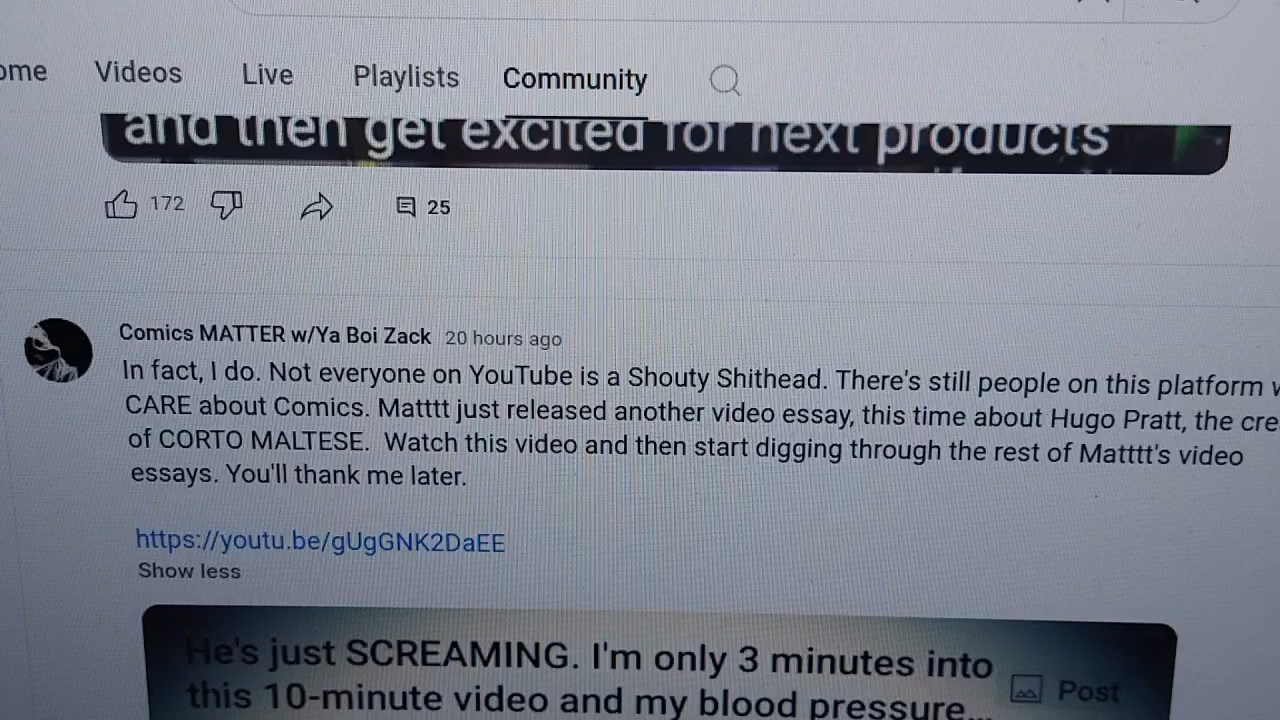 ome Videos Live Playlists Community
and then get excited for next products
172 25
Comics MATTER w/Ya Boi Zack 20 hours ago
In fact, I do. Not everyone on YouTube is a Shouty Shithead. There's still people on this platform w
CARE about Comics. Matttt just released another video essay, this time about Hugo Pratt, the cre
of CORTO MALTESE. Watch this video and then start digging through the rest of Matttt's video
essays. You'll thank me later.
https://youtu.be/gUgGNK2DaEE
Show less
He's just SCREAMING. I'm only 3 minutes into
this 10-minute video and my blood pressure...
Post